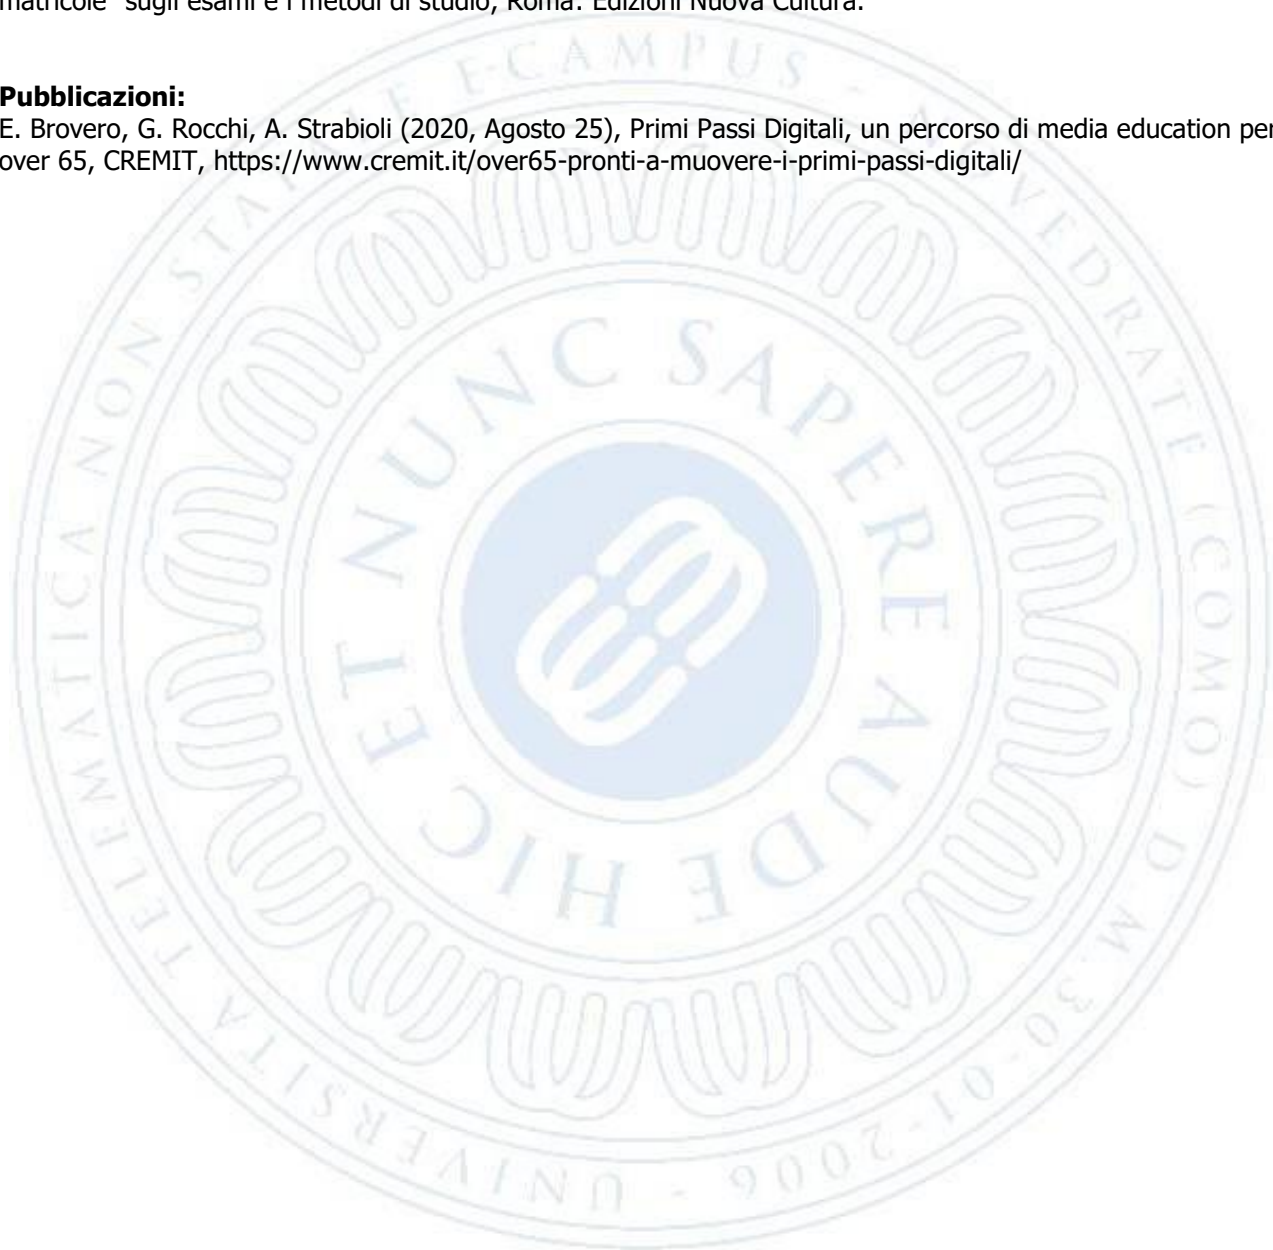 matricole" sugli esami e i metodi di studio, Roma: Edizioni Nuova Cultura.
Pubblicazioni:
E. Brovero, G. Rocchi, A. Strabioli (2020, Agosto 25), Primi Passi Digitali, un percorso di media education per
over 65, CREMIT, https://www.cremit.it/over65-pronti-a-muovere-i-primi-passi-digitali/
UNIVERSITÀ TELEMATICA NON STATALE E-CAMPUS - NOVEDRATE (COMO) D.M. 30-01-2006 -
HIC ET NUNC SAPERE AUDE